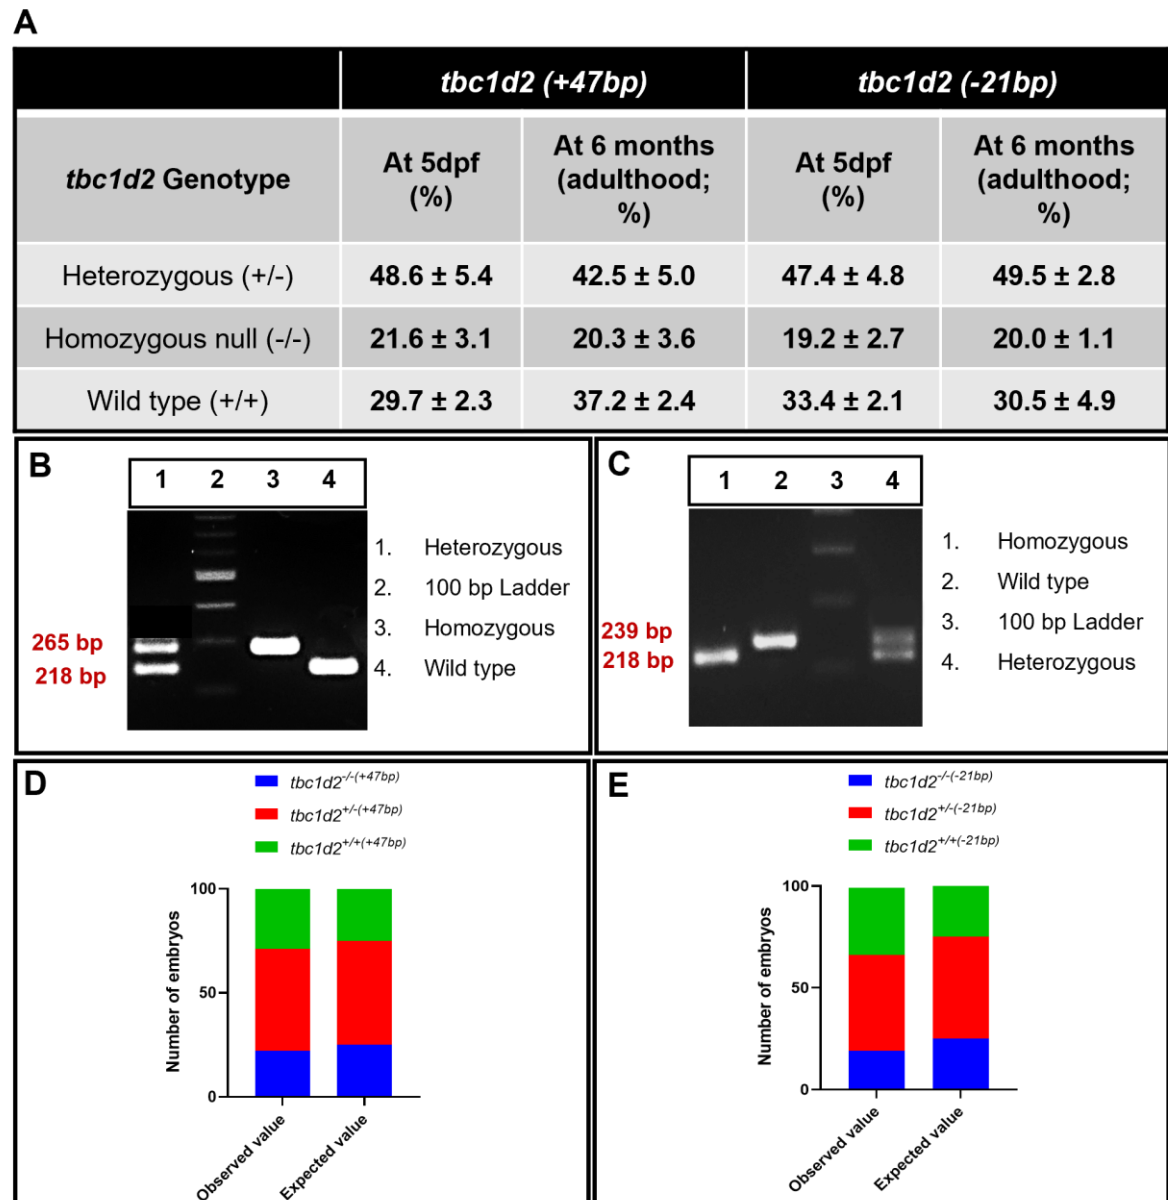 A
tbc1d2 (+47bp) tbc1d2 (-21bp)
tbc1d2 Genotype At 5dpf (%) At 6 months (adulthood; %) At 5dpf (%) At 6 months (adulthood; %)
Heterozygous (+/-) 48.6 ± 5.4 42.5 ± 5.0 47.4 ± 4.8 49.5 ± 2.8
Homozygous null (-/-) 21.6 ± 3.1 20.3 ± 3.6 19.2 ± 2.7 20.0 ± 1.1
Wild type (+/+) 29.7 ± 2.3 37.2 ± 2.4 33.4 ± 2.1 30.5 ± 4.9
B
1 2 3 4
265 bp
218 bp
1. Heterozygous
2. 100 bp Ladder
3. Homozygous
4. Wild type
C
1 2 3 4
239 bp
218 bp
1. Homozygous
2. Wild type
3. 100 bp Ladder
4. Heterozygous
D
tbc1d2-/-(+47bp)
tbc1d2+/-(+47bp)
tbc1d2+/+(+47bp)
Number of embryos
100
50
0
Observed value
Expected value
E
tbc1d2-/-(-21bp)
tbc1d2+/-(-21bp)
tbc1d2+/+(-21bp)
Number of embryos
100
50
0
Observed value
Expected value